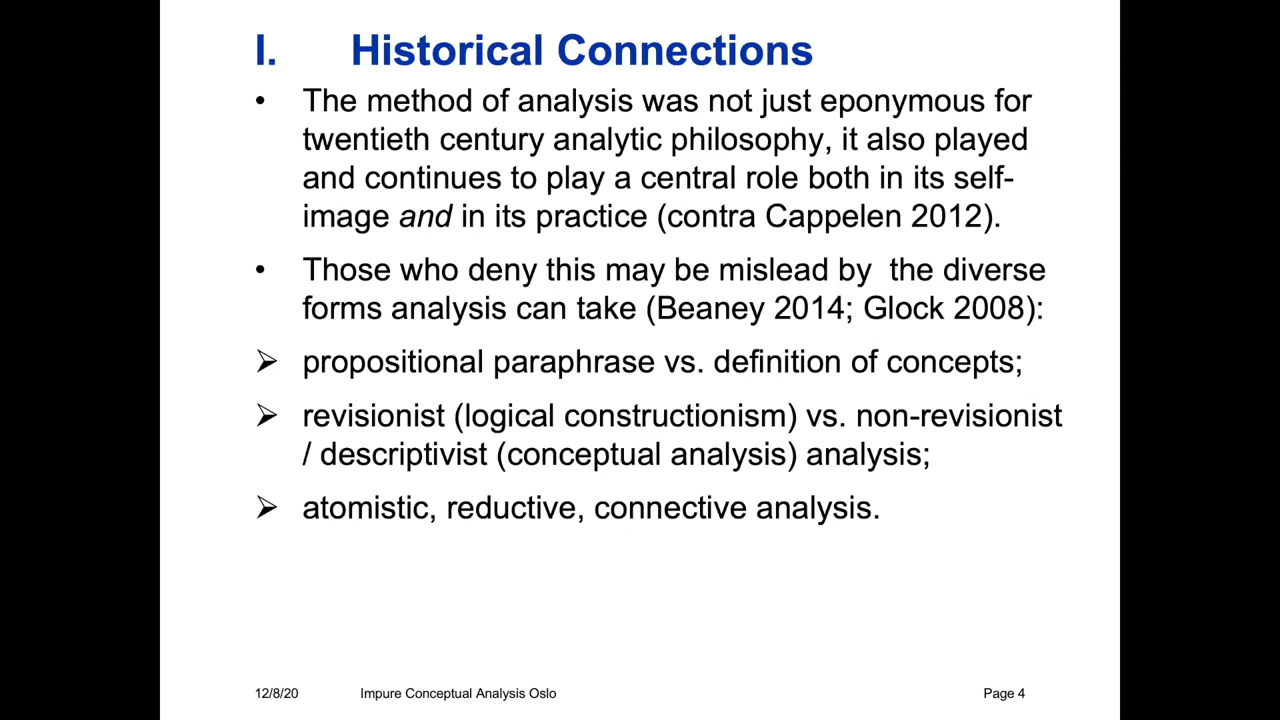 I. Historical Connections
• The method of analysis was not just eponymous for
twentieth century analytic philosophy, it also played
and continues to play a central role both in its self-
image and in its practice (contra Cappelen 2012).
• Those who deny this may be mislead by  the diverse
forms analysis can take (Beaney 2014; Glock 2008):
➢ propositional paraphrase vs. definition of concepts;
➢ revisionist (logical constructionism) vs. non-revisionist
/ descriptivist (conceptual analysis) analysis;
➢ atomistic, reductive, connective analysis.
12/8/20 Impure Conceptual Analysis Oslo Page 4